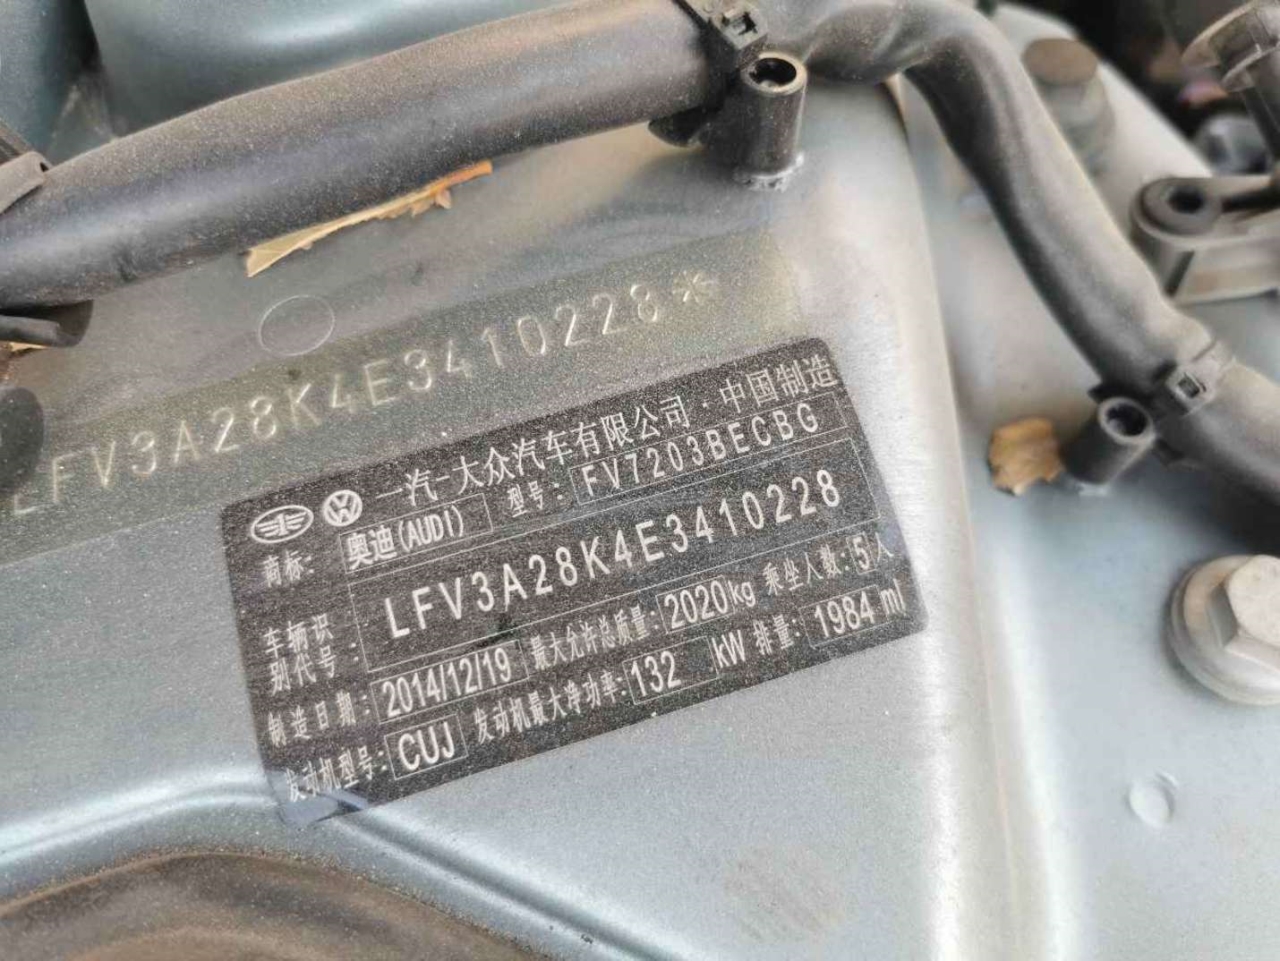 LFV3A28K4E3410228*
一汽-大众汽车有限公司·中国制造
商标: 奥迪(AUDI) 型号: FV7203BECBG
车辆识别代号: LFV3A28K4E3410228
制造日期: 2014/12/19 最大允许总质量: 2020kg 乘坐人数: 5人
发动机型号: CUJ 发动机最大净功率: 132 kW 排量: 1984 ml